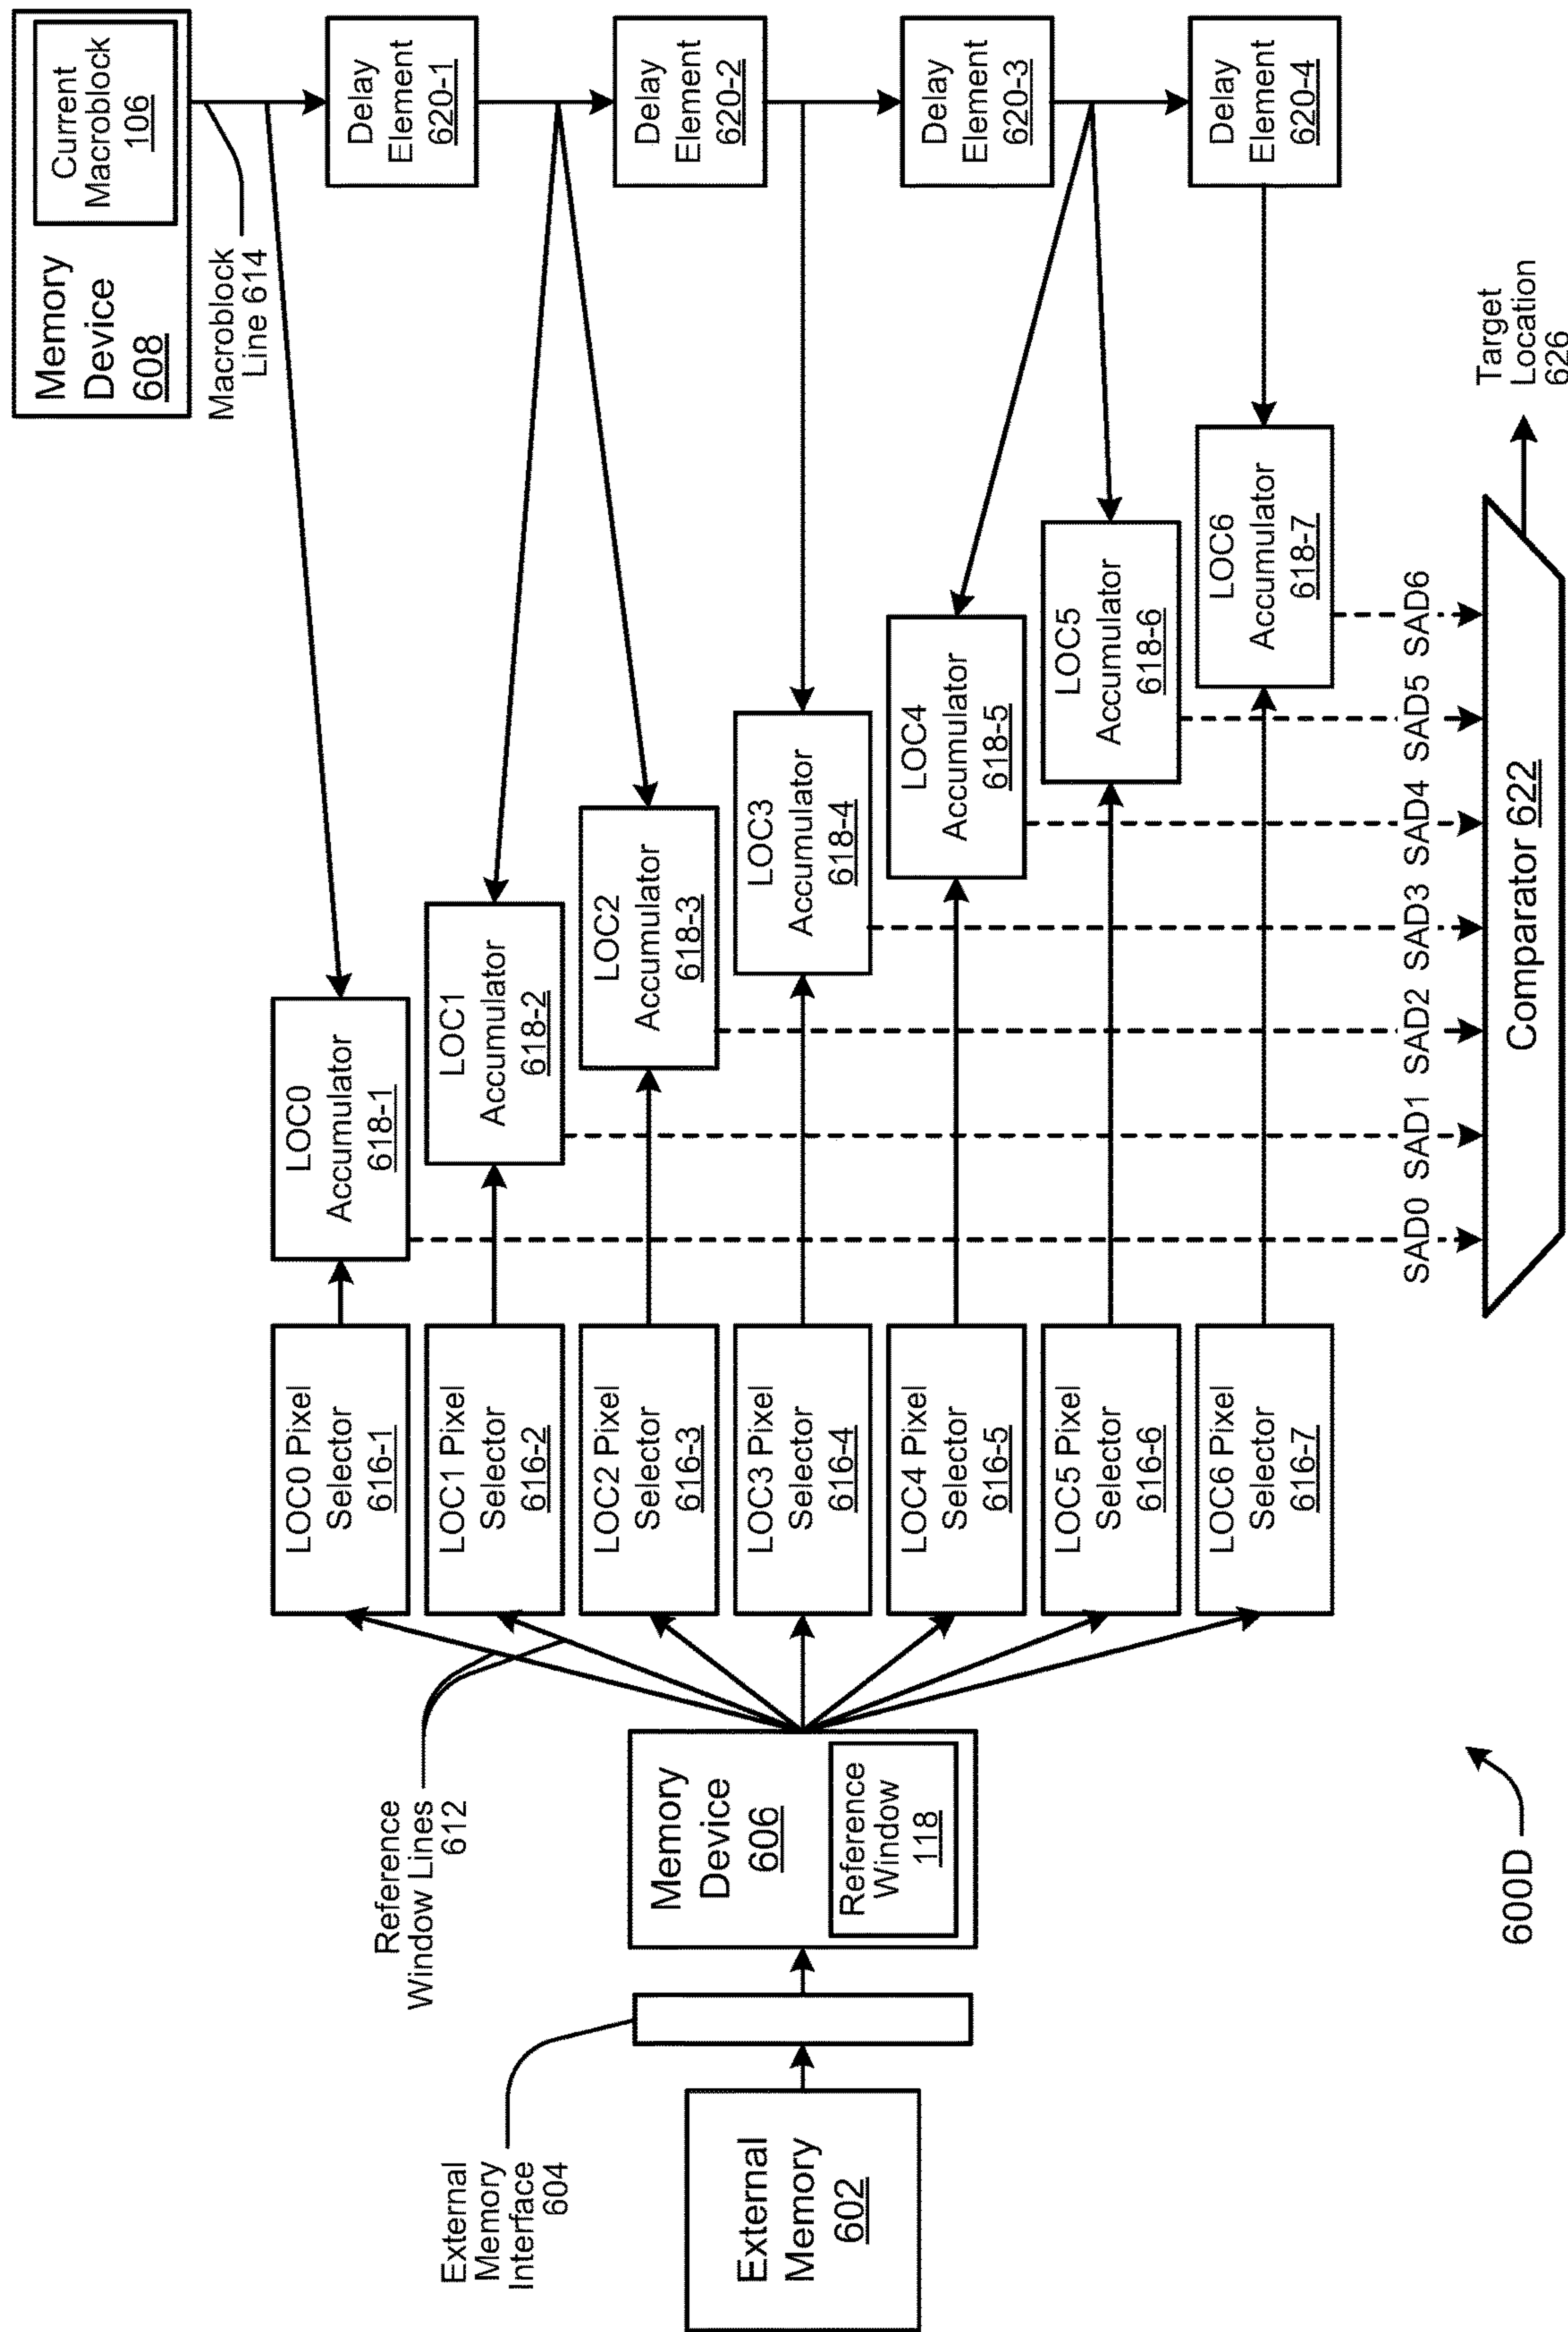 External
Memory
602
External
Memory
Interface
604
Memory
Device
606
Reference
Window
118
Reference
Window Lines
612
LOC0 Pixel
Selector
616-1
LOC1 Pixel
Selector
616-2
LOC2 Pixel
Selector
616-3
LOC3 Pixel
Selector
616-4
LOC4 Pixel
Selector
616-5
LOC5 Pixel
Selector
616-6
LOC6 Pixel
Selector
616-7
LOC0
Accumulator
618-1
LOC1
Accumulator
618-2
LOC2
Accumulator
618-3
LOC3
Accumulator
618-4
LOC4
Accumulator
618-5
LOC5
Accumulator
618-6
LOC6
Accumulator
618-7
Memory
Device
608
Current
Macroblock
106
Macroblock
Line 614
Delay
Element
620-1
Delay
Element
620-2
Delay
Element
620-3
Delay
Element
620-4
SAD0 SAD1 SAD2 SAD3 SAD4 SAD5 SAD6
Comparator 622
Target
Location
626
600D